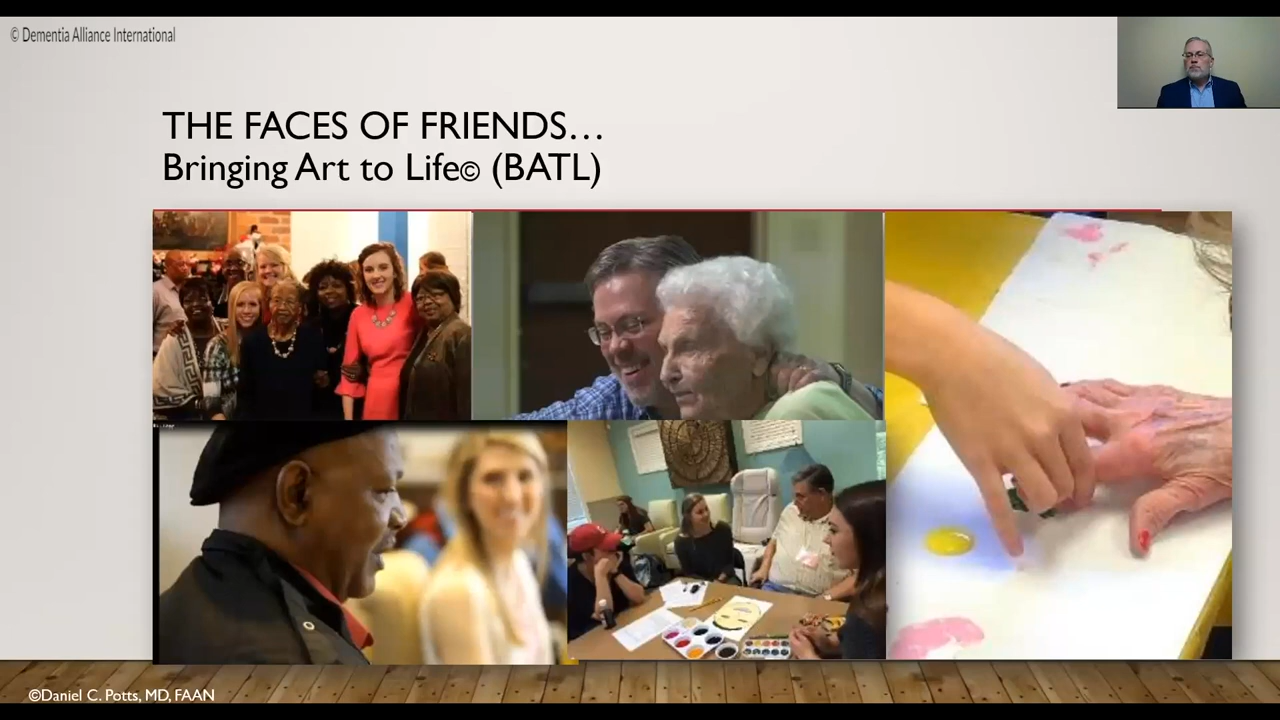 © Dementia Alliance International
THE FACES OF FRIENDS…
Bringing Art to Life© (BATL)
©Daniel C. Potts, MD, FAAN